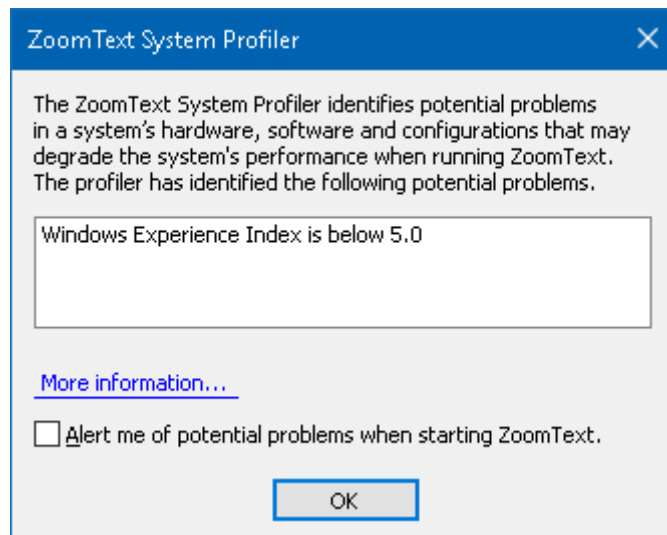 ZoomText System Profiler
The ZoomText System Profiler identifies potential problems
in a system's hardware, software and configurations that may
degrade the system's performance when running ZoomText.
The profiler has identified the following potential problems.
Windows Experience Index is below 5.0
More information...
Alert me of potential problems when starting ZoomText.
OK